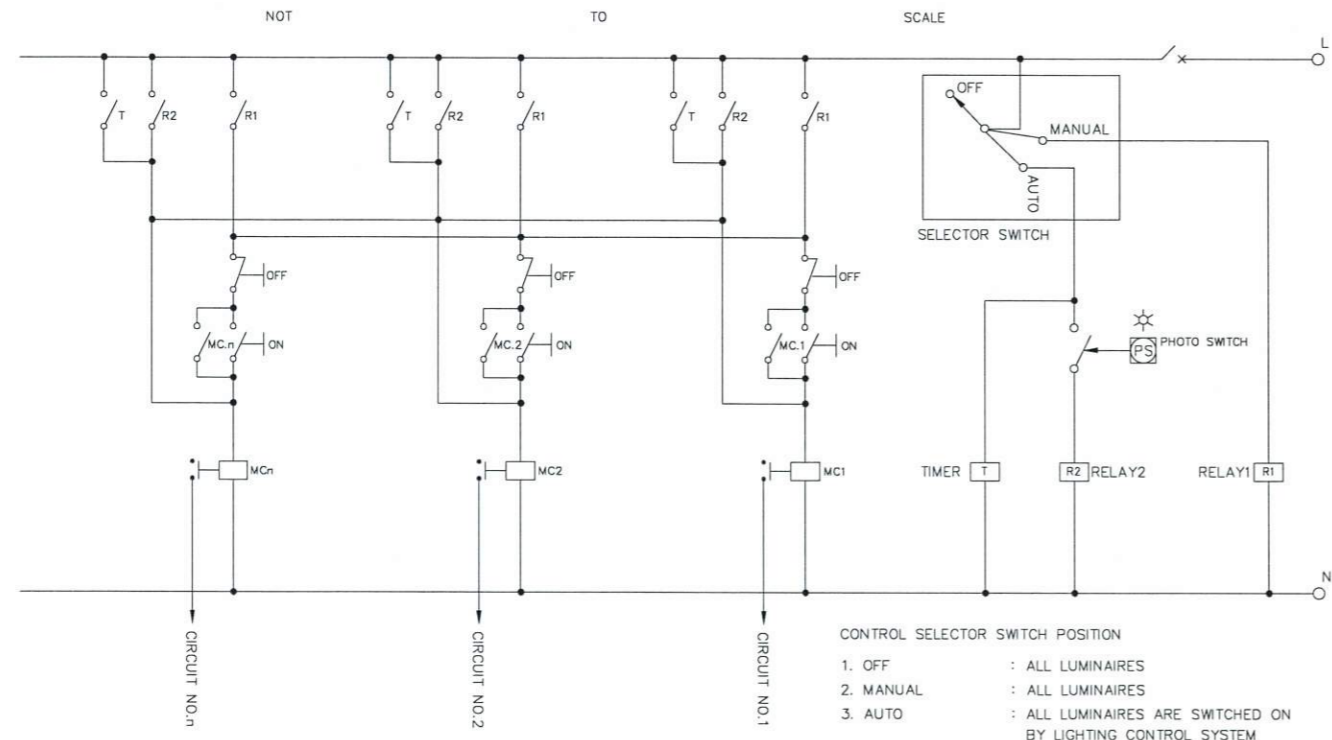 NOT TO SCALE
L
OFF
MANUAL
AUTO
SELECTOR SWITCH
T R2 R1 T R2 R1 T R2 R1
OFF OFF OFF
MC.n ON MC.2 ON MC.1 ON
PS PHOTO SWITCH
MCn MC2 MC1 TIMER T R2 RELAY2 RELAY1 R1
N
CIRCUIT NO.n
CIRCUIT NO.2
CIRCUIT NO.1
CONTROL SELECTOR SWITCH POSITION
1. OFF : ALL LUMINAIRES
2. MANUAL : ALL LUMINAIRES
3. AUTO : ALL LUMINAIRES ARE SWITCHED ON
BY LIGHTING CONTROL SYSTEM